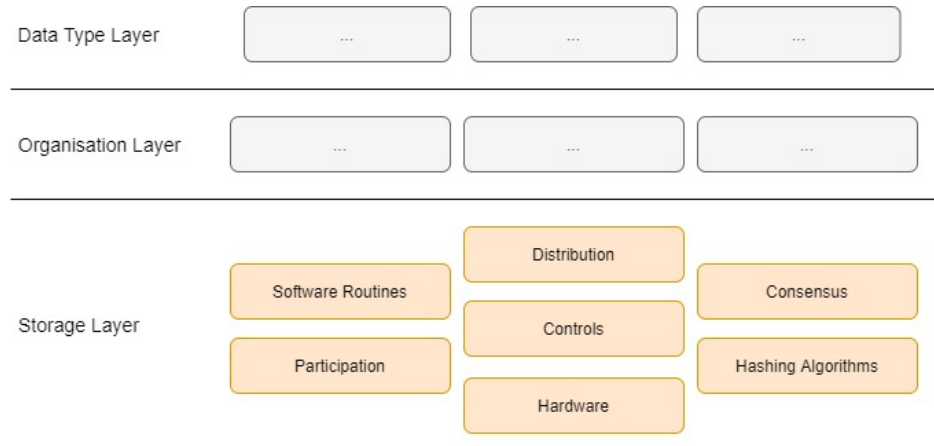 Data Type Layer
...
...
...
Organisation Layer
...
...
...
Storage Layer
Software Routines
Participation
Distribution
Controls
Hardware
Consensus
Hashing Algorithms